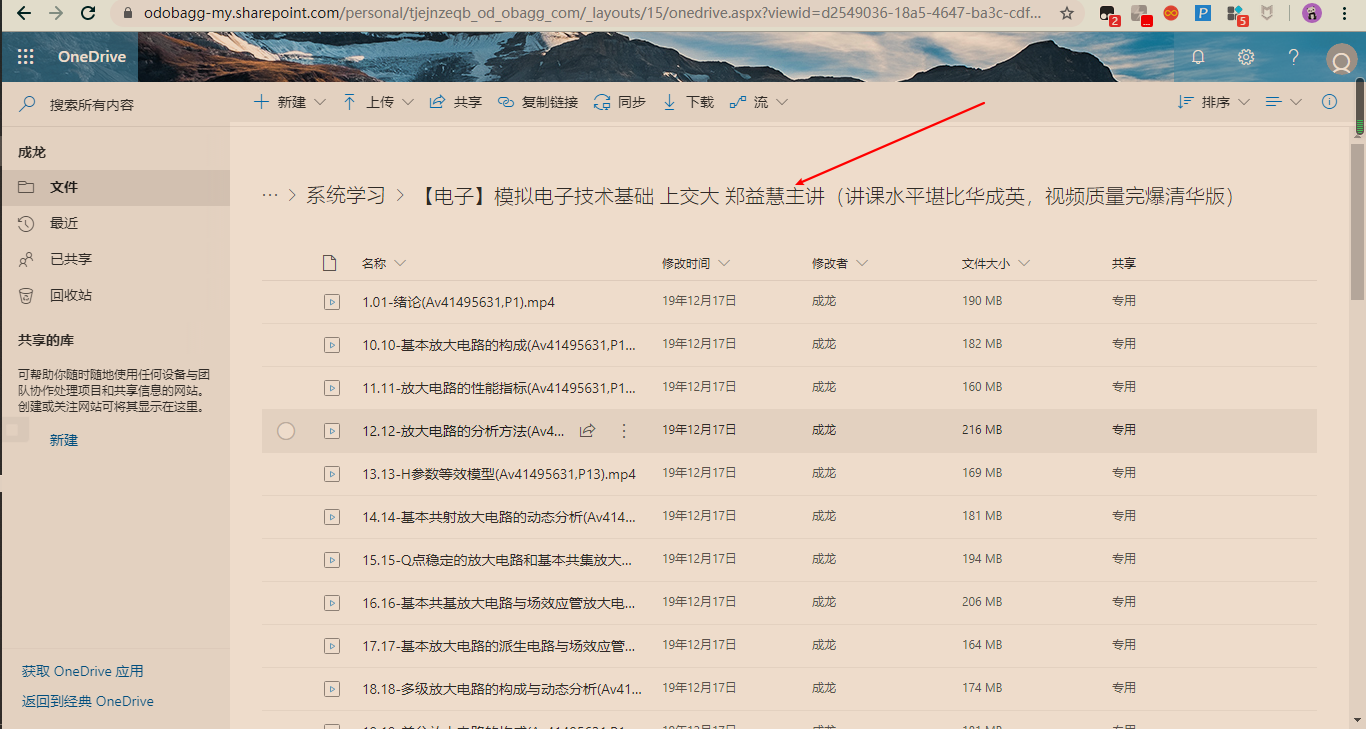 odobagg-my.sharepoint.com/personal/tjejnzeqb_od_obagg_com/_layouts/15/onedrive.aspx?viewid=d2549036-18a5-4647-ba3c-cdf...
2
5
P
OneDrive
?
搜索所有内容
新建 上传 共享 复制链接 同步 下载 流 排序
成龙
文件
最近
已共享
回收站
共享的库
可帮助你随时随地使用任何设备与团
队协作处理项目和共享信息的网站。
创建或关注网站可将其显示在这里。
新建
获取 OneDrive 应用
返回到经典 OneDrive
··· > 系统学习 > 【电子】模拟电子技术基础 上交大 郑益慧主讲（讲课水平堪比华成英，视频质量完爆清华版）
名称 修改时间 修改者 文件大小 共享
1.01-绪论(Av41495631,P1).mp4 19年12月17日 成龙 190 MB 专用
10.10-基本放大电路的构成(Av41495631,P1... 19年12月17日 成龙 182 MB 专用
11.11-放大电路的性能指标(Av41495631,P1... 19年12月17日 成龙 160 MB 专用
12.12-放大电路的分析方法(Av4... 19年12月17日 成龙 216 MB 专用
13.13-H参数等效模型(Av41495631,P13).mp4 19年12月17日 成龙 169 MB 专用
14.14-基本共射放大电路的动态分析(Av414... 19年12月17日 成龙 181 MB 专用
15.15-Q点稳定的放大电路和基本共集放大... 19年12月17日 成龙 194 MB 专用
16.16-基本共基放大电路与场效应管放大电... 19年12月17日 成龙 206 MB 专用
17.17-基本放大电路的派生电路与场效应管... 19年12月17日 成龙 164 MB 专用
18.18-多级放大电路的构成与动态分析(Av41... 19年12月17日 成龙 174 MB 专用